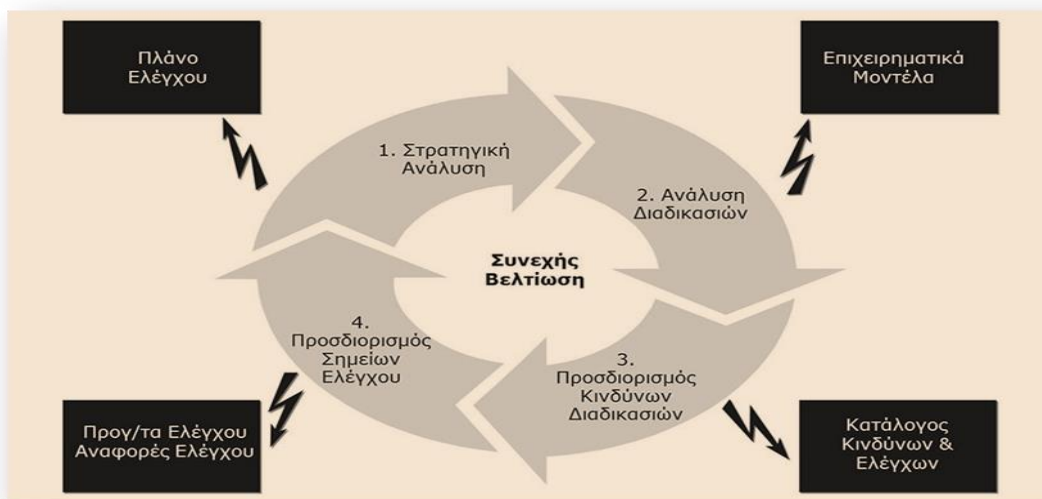 Πλάνο
Ελέγχου
Επιχειρηματικά
Μοντέλα
1. Στρατηγική
Ανάλυση
2. Ανάλυση
Διαδικασιών
Συνεχής
Βελτίωση
3.
Προσδιορισμός
Κινδύνων
Διαδικασιών
4.
Προσδιορισμός
Σημείων
Ελέγχου
Προγ/τα Ελέγχου
Αναφορές Ελέγχου
Κατάλογος
Κινδύνων &
Ελέγχων